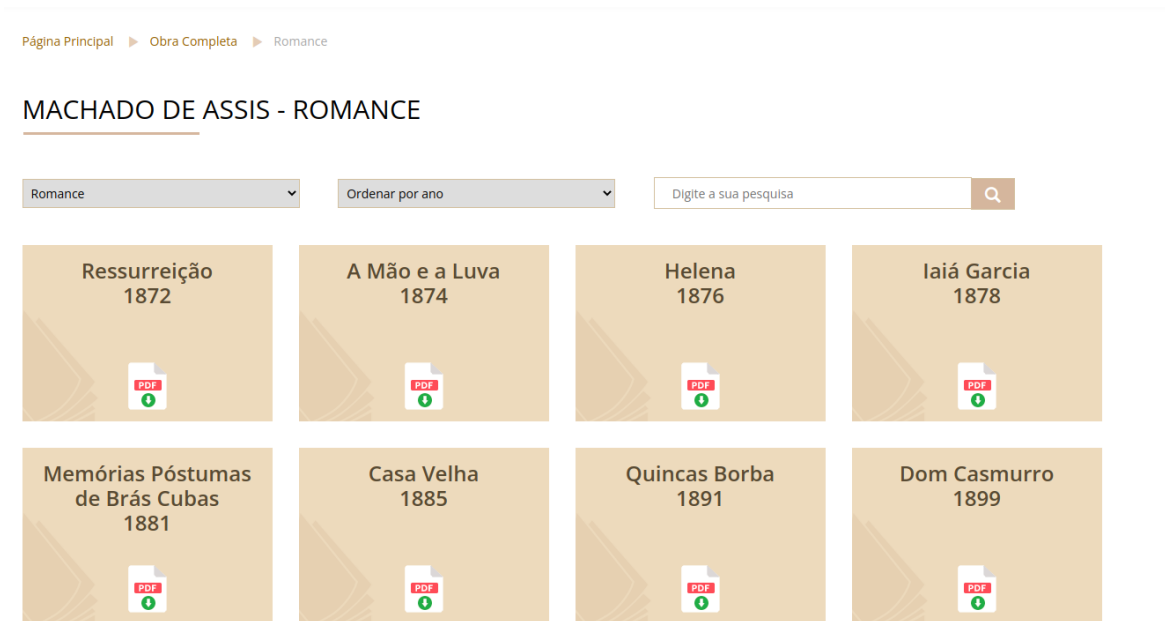 Página Principal Obra Completa Romance
MACHADO DE ASSIS - ROMANCE
Romance Ordenar por ano Digite a sua pesquisa
Ressurreição
1872
PDF
A Mão e a Luva
1874
PDF
Helena
1876
PDF
Iaiá Garcia
1878
PDF
Memórias Póstumas
de Brás Cubas
1881
PDF
Casa Velha
1885
PDF
Quincas Borba
1891
PDF
Dom Casmurro
1899
PDF